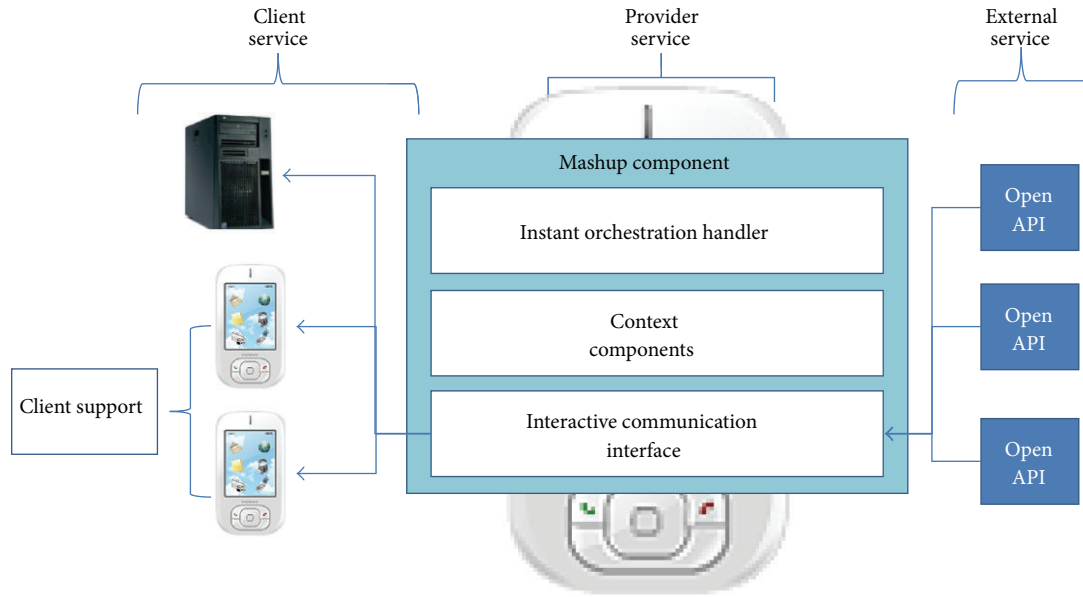 Client
service
Provider
service
External
service
Mashup component
Instant orchestration handler
Context
components
Interactive communication
interface
Open
API
Open
API
Open
API
Client support